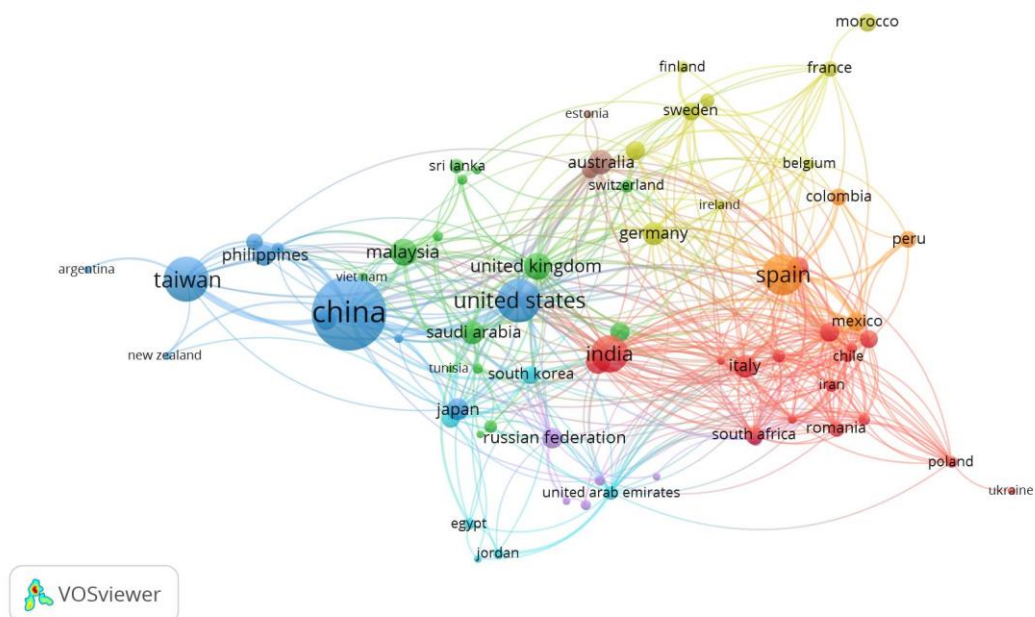 morocco
finland
france
sweden
estonia
sri lanka
australia
belgium
switzerland
colombia
ireland
germany
peru
philippines
malaysia
argentina
viet nam
united kingdom
taiwan
spain
united states
china
mexico
saudi arabia
new zealand
india
chile
tunisia
south korea
italy
iran
japan
romania
russian federation
south africa
poland
united arab emirates
ukraine
egypt
jordan
VOSviewer